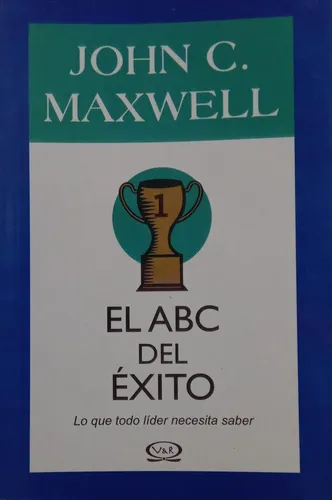 JOHN C.
MAXWELL
1
EL ABC
DEL
ÉXITO
Lo que todo líder necesita saber
V&R